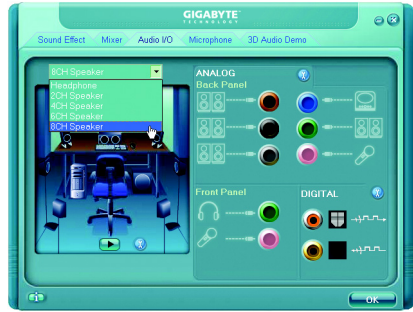 GIGABYTE
TECHNOLOGY
Sound Effect Mixer Audio I/O Microphone 3D Audio Demo
8CH Speaker
Headphone
2CH Speaker
4CH Speaker
6CH Speaker
8CH Speaker
ANALOG
Back Panel
Front Panel
DIGITAL
OK